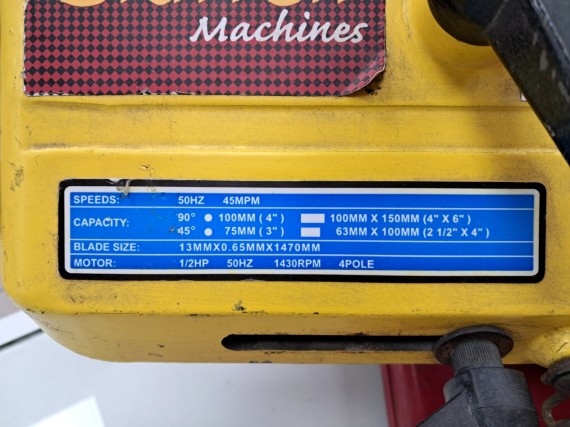 Machines
SPEEDS: 50HZ 45MPM
CAPACITY: 90° 100MM ( 4" ) 100MM X 150MM (4" X 6" )
45° 75MM ( 3" ) 63MM X 100MM (2 1/2" X 4" )
BLADE SIZE: 13MMX0.65MMX1470MM
MOTOR: 1/2HP 50HZ 1430RPM 4POLE